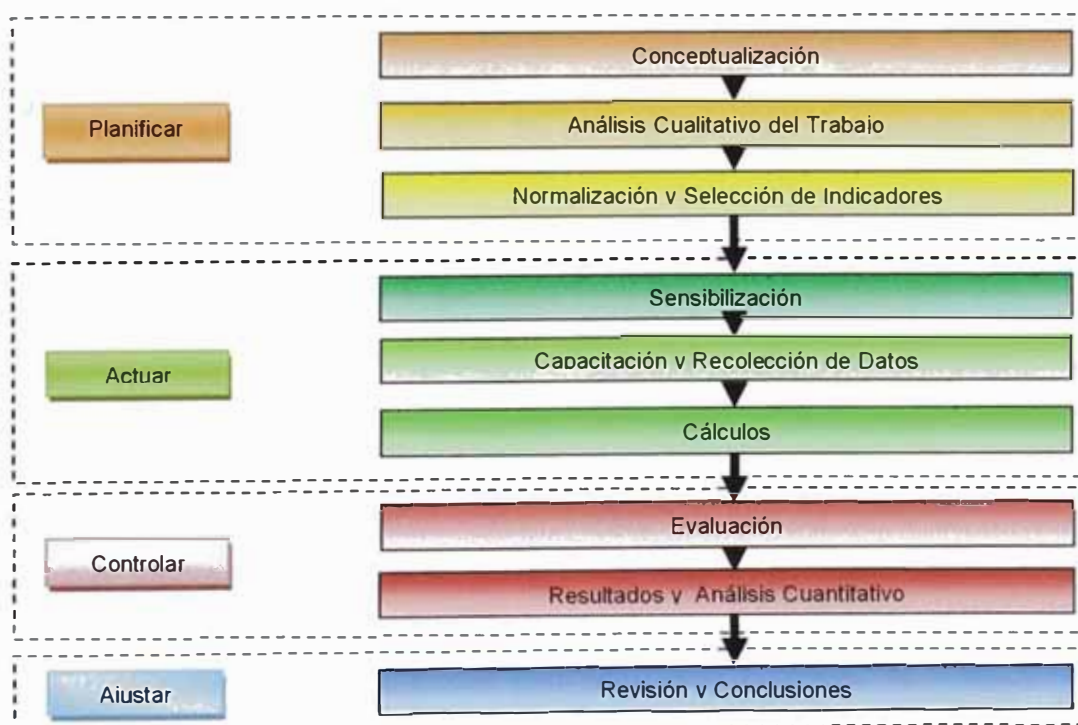 Conceptualización
Planificar
Análisis Cualitativo del Trabajo
Normalización y Selección de Indicadores
Sensibilización
Capacitación y Recolección de Datos
Actuar
Cálculos
Evaluación
Controlar
Resultados y Análisis Cuantitativo
Ajustar
Revisión y Conclusiones